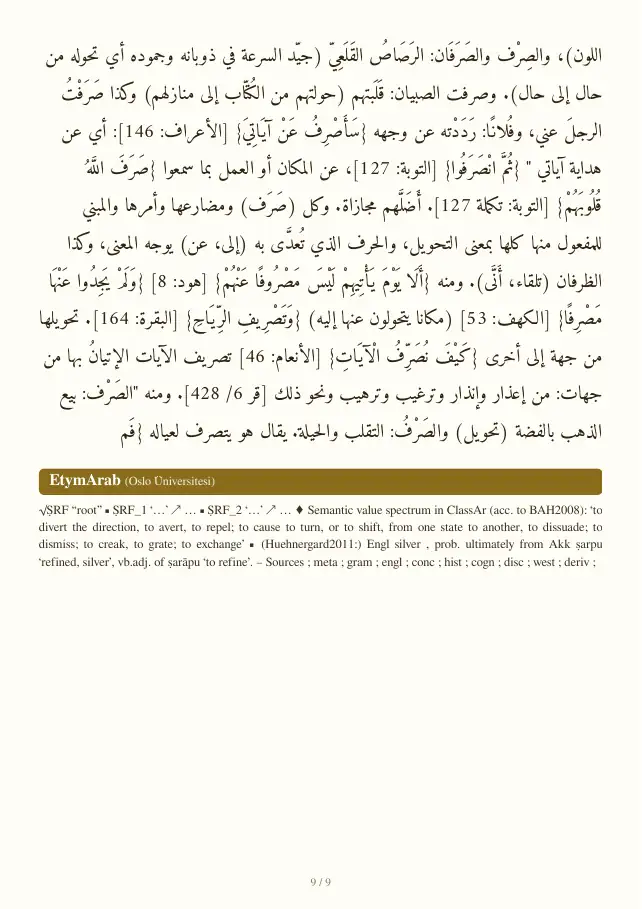 اللون)، والصِرْف والصَرَفَان: الرَصَاصُ القَلَعِيّ (جيّد السرعة في ذوبانه وجموده أي تحوله من
حال إلى حال). وصرفت الصبيان: قَلَبتهم (حولتهم من الكُتّاب إلى منازلهم) وكذا صَرَفْتُ
الرجلَ عني، وفُلانًا: رَدَدْته عن وجهه {سَأَصْرِفُ عَنْ آيَاتِيَ} [الأعراف: 146]: أي عن
هداية آياتي " {ثُمَّ انْصَرَفُوا} [التوبة: 127]، عن المكان أو العمل بما سمعوا {صَرَفَ اللَّهُ
قُلُوبَهُمْ} [التوبة: تكملة 127]. أَضَلَّهم مجازاة. وكل (صَرَف) ومضارعها وأمرها والمبني
للمفعول منها كلها بمعنى التحويل، والحرف الذي تُعدَّى به (إلى، عن) يوجه المعنى، وكذا
الظرفان (تلقاء، أَنَّى). ومنه {أَلَا يَوْمَ يَأْتِيهِمْ لَيْسَ مَصْرُوفًا عَنْهُمْ} [هود: 8] {وَلَمْ يَجِدُوا عَنْهَا
مَصْرِفًا} [الكهف: 53] (مكانا يتحولون عنها إليه) {وَتَصْرِيفِ الرِّيَاحِ} [البقرة: 164]. تحويلها
من جهة إلى أخرى {كَيْفَ نُصَرِّفُ الْآيَاتِ} [الأنعام: 46] تصريف الآيات الإتيانُ بها من
جهات: من إعذار وإنذار وترغيب وترهيب ونحو ذلك [قر 6/ 428]. ومنه "الصَرْف: بيع
الذهب بالفضة (تحويل) والصَرْفُ: التقلب والحيلة. يقال هو يتصرف لعياله {فَم
EtymArab (Oslo Üniversitesi)
√ṢRF “root” ▪ ṢRF_1 ‘…’ ↗ … ▪ ṢRF_2 ‘…’ ↗ … ♦ Semantic value spectrum in ClassAr (acc. to BAH2008): ‘to
divert the direction, to avert, to repel; to cause to turn, or to shift, from one state to another, to dissuade; to
dismiss; to creak, to grate; to exchange’ ▪ (Huehnergard2011:) Engl silver , prob. ultimately from Akk ṣarpu
‘refined, silver’, vb.adj. of ṣarāpu ‘to refine’. – Sources ; meta ; gram ; engl ; conc ; hist ; cogn ; disc ; west ; deriv ;
9 / 9